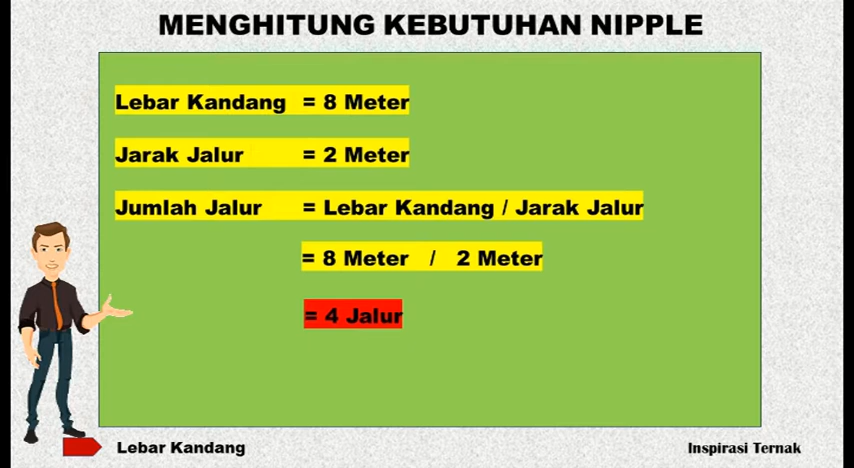 MENGHITUNG KEBUTUHAN NIPPLE
Lebar Kandang = 8 Meter
Jarak Jalur = 2 Meter
Jumlah Jalur = Lebar Kandang / Jarak Jalur
= 8 Meter / 2 Meter
= 4 Jalur
Lebar Kandang
Inspirasi Ternak